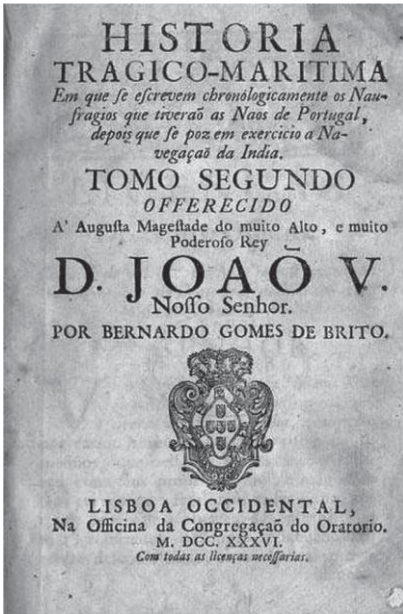 HISTORIA
TRAGICO-MARITIMA
Em que ſe eſcrevem chronólogicamente os Nau-
fragios que tiveraõ as Naos de Portugal,
depois que ſe poz em exercicio a Na-
vegaçaõ da India.
TOMO SEGUNDO
OFFERECIDO
A' Auguſta Mageſtade do muito Alto, e muito
Poderoſo Rey
D. JOAÕ V.
Noſſo Senhor.
POR BERNARDO GOMES DE BRITO.
LISBOA OCCIDENTAL,
Na Officina da Congregaçaõ do Oratorio.
M. DCC. XXXVI.
Com todas as licenças neceſſarias.